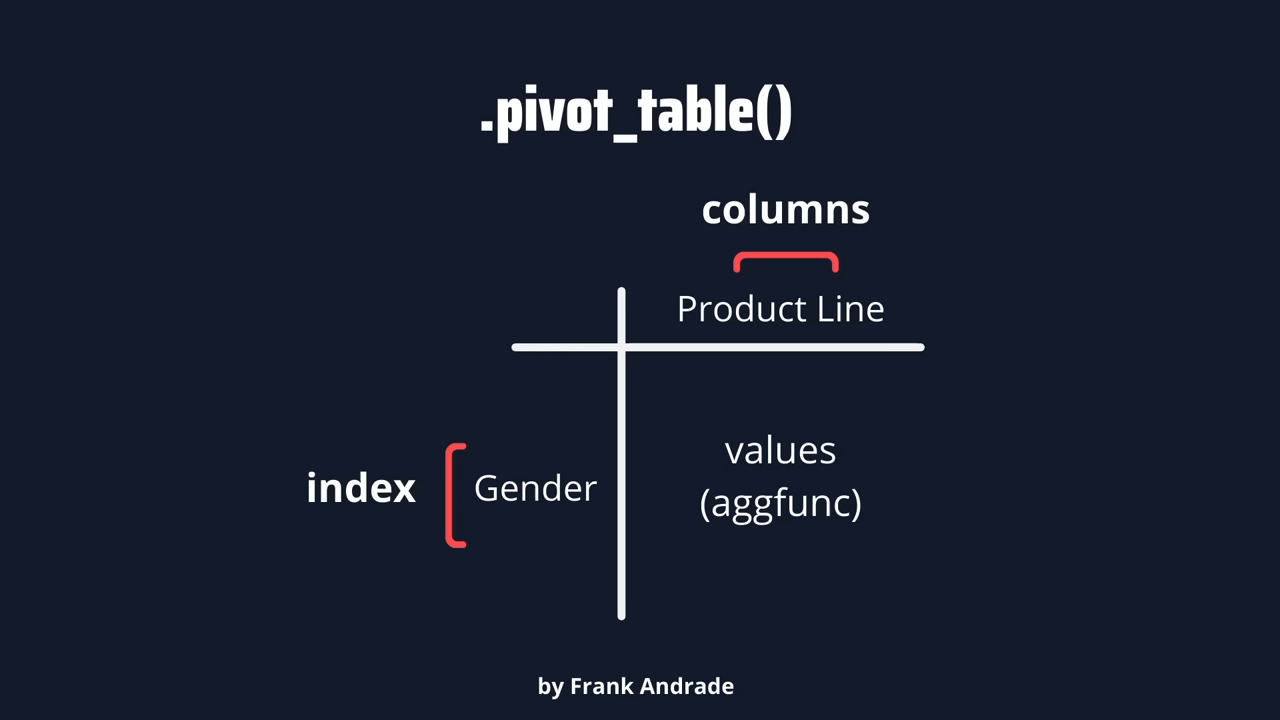 .pivot_table()
columns
Product Line
index
Gender
values
(aggfunc)
by Frank Andrade